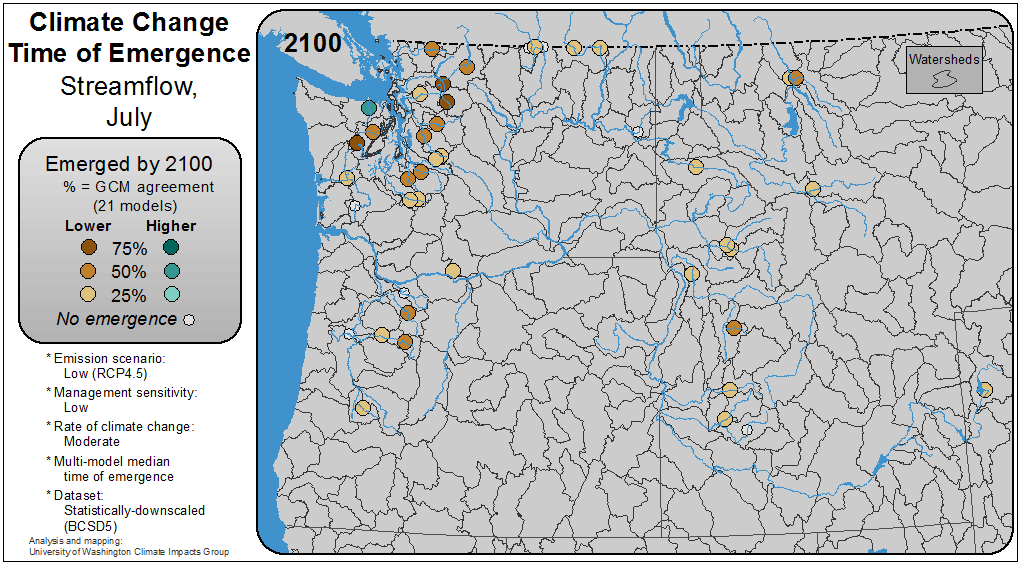 Climate Change
Time of Emergence
Streamflow,
July
Emerged by 2100
% = GCM agreement
(21 models)
Lower Higher
75%
50%
25%
No emergence
* Emission scenario:
Low (RCP4.5)
* Management sensitivity:
Low
* Rate of climate change:
Moderate
* Multi-model median
time of emergence
* Dataset:
Statistically-downscaled
(BCSD5)
Analysis and mapping:
University of Washington Climate Impacts Group
2100
Watersheds